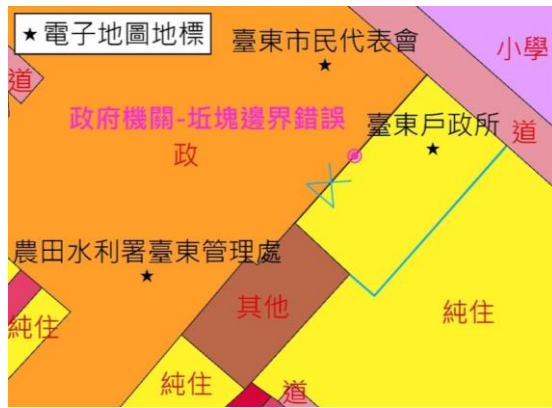 ★電子地圖地標
臺東市民代表會
★
小學
道
政府機關-坵塊邊界錯誤
臺東戶政所
★
道
政
農田水利署臺東管理處
★
其他
純住
純住
純住
道